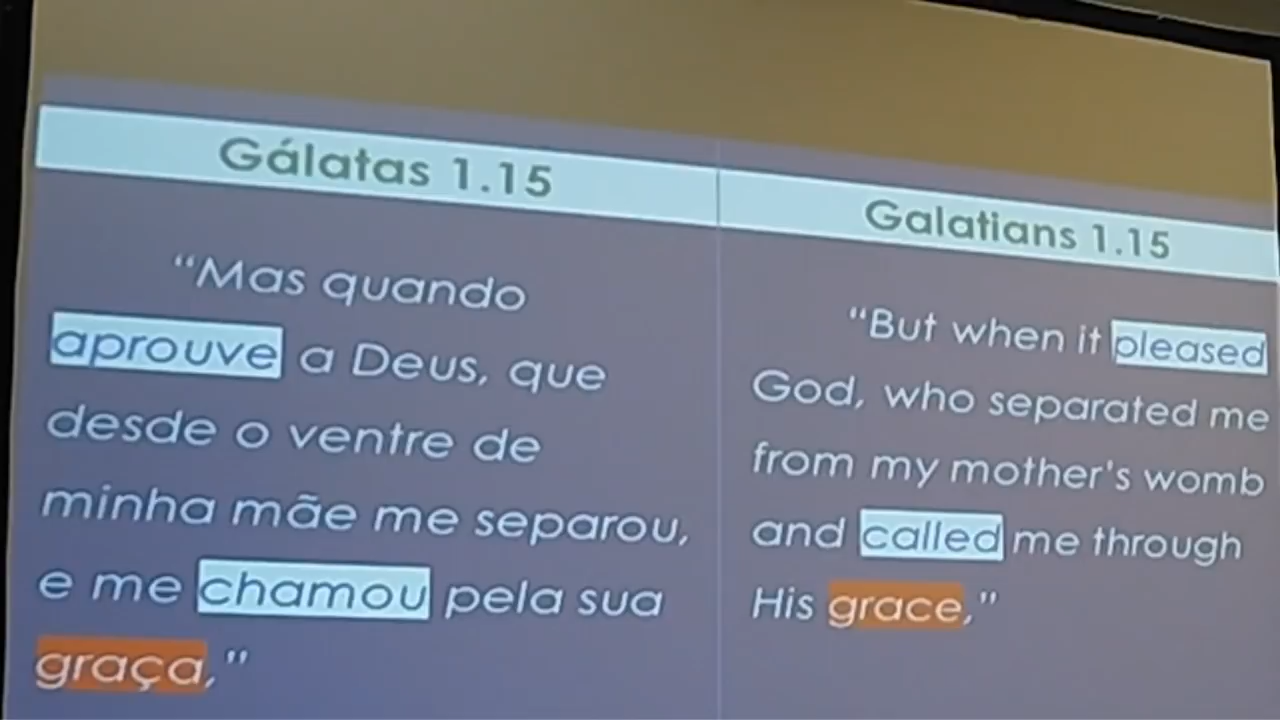 Gálatas 1.15
“Mas quando
aprouve a Deus, que
desde o ventre de
minha mãe me separou,
e me chamou pela sua
graça,”
Galatians 1.15
“But when it pleased
God, who separated me
from my mother's womb
and called me through
His grace,”